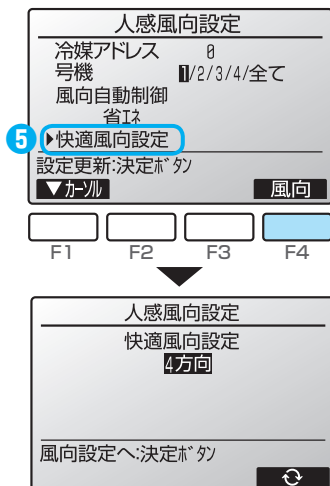 人感風向設定
冷媒アドレス 0
号機 1/2/3/4/全て
風向自動制御
省エネ
5 ▶快適風向設定
設定更新:決定ボタン
▼カーソル 風向
F1 F2 F3 F4
人感風向設定
快適風向設定
4方向
風向設定へ:決定ボタン